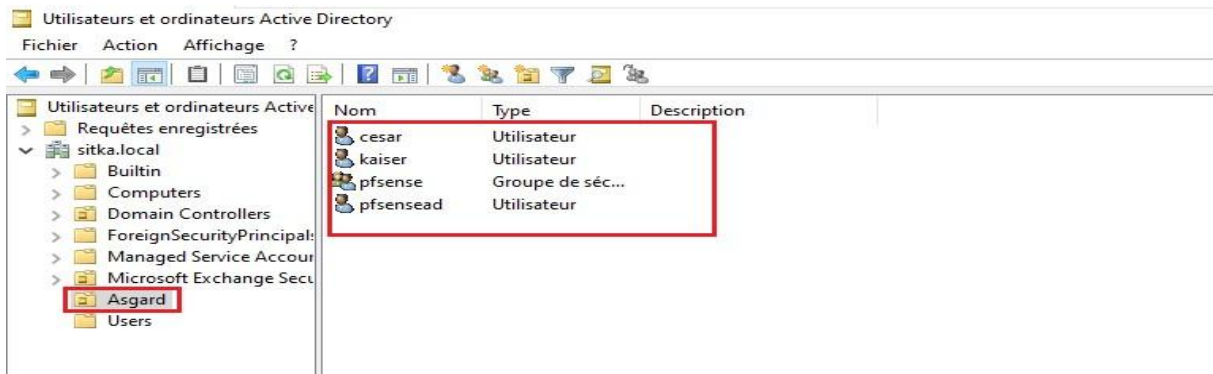 Utilisateurs et ordinateurs Active Directory
Fichier Action Affichage ?
Utilisateurs et ordinateurs Active
Requêtes enregistrées
sitka.local
Builtin
Computers
Domain Controllers
ForeignSecurityPrincipals
Managed Service Accour
Microsoft Exchange Secu
Asgard
Users
Nom Type Description
cesar Utilisateur
kaiser Utilisateur
pfsense Groupe de séc...
pfsensead Utilisateur